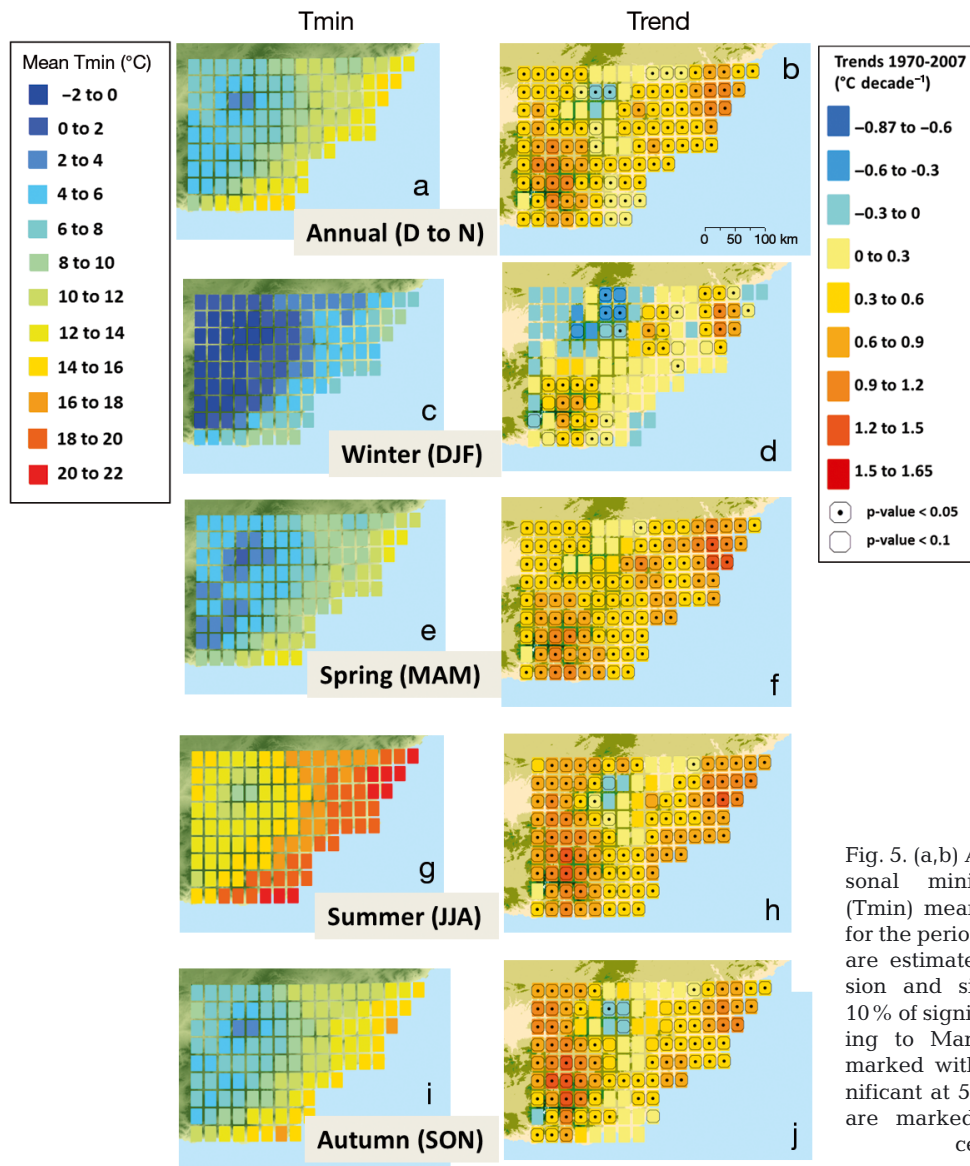 Tmin
Trend
Mean Tmin (°C)
−2 to 0
0 to 2
2 to 4
4 to 6
6 to 8
8 to 10
10 to 12
12 to 14
14 to 16
16 to 18
18 to 20
20 to 22
a
Annual (D to N)
b
0 50 100 km
Trends 1970-2007
(°C decade⁻¹)
−0.87 to −0.6
−0.6 to -0.3
−0.3 to 0
0 to 0.3
0.3 to 0.6
0.6 to 0.9
0.9 to 1.2
1.2 to 1.5
1.5 to 1.65
p-value < 0.05
p-value < 0.1
c
Winter (DJF)
d
e
Spring (MAM)
f
g
Summer (JJA)
h
i
Autumn (SON)
j
Fig. 5. (a,b) A
sonal mini
(Tmin) mear
for the perio
are estimate
sion and si
10% of signi
ing to Mar
marked with
nificant at 5
are marked
ce